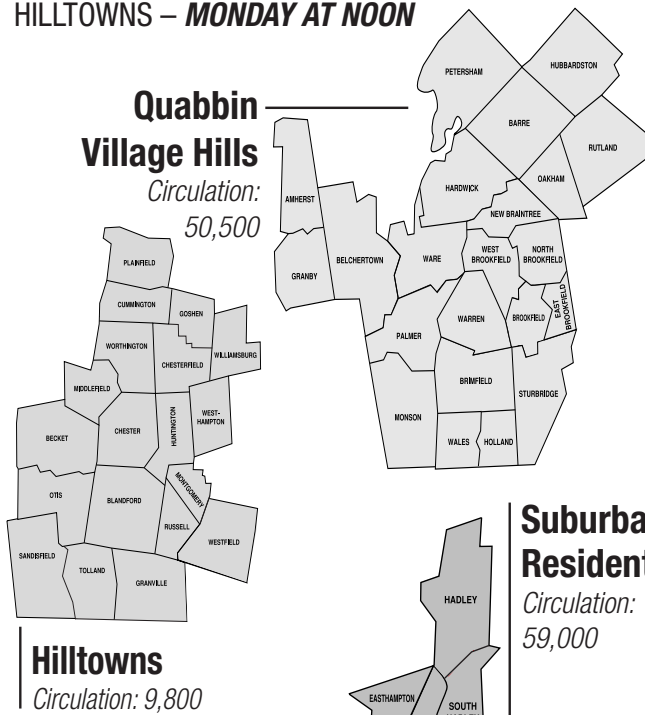 HILLTOWNS – MONDAY AT NOON
Quabbin
Village Hills
Circulation:
50,500
PETERSHAM
HUBBARDSTON
BARRE
RUTLAND
HARDWICK
OAKHAM
NEW BRAINTREE
AMHERST
GRANBY
BELCHERTOWN
WARE
WEST
BROOKFIELD
NORTH
BROOKFIELD
PALMER
WARREN
BROOKFIELD
EAST
BROOKFIELD
BRIMFIELD
STURBRIDGE
MONSON
WALES
HOLLAND
PLAINFIELD
CUMMINGTON
GOSHEN
WORTHINGTON
CHESTERFIELD
WILLIAMSBURG
MIDDLEFIELD
BECKET
CHESTER
HUNTINGTON
WEST-
HAMPTON
OTIS
BLANDFORD
MONTGOMERY
RUSSELL
WESTFIELD
SANDISFIELD
TOLLAND
GRANVILLE
Hilltowns
Circulation: 9,800
Suburba
Resident
Circulation:
59,000
HADLEY
EASTHAMPTON
SOUTH